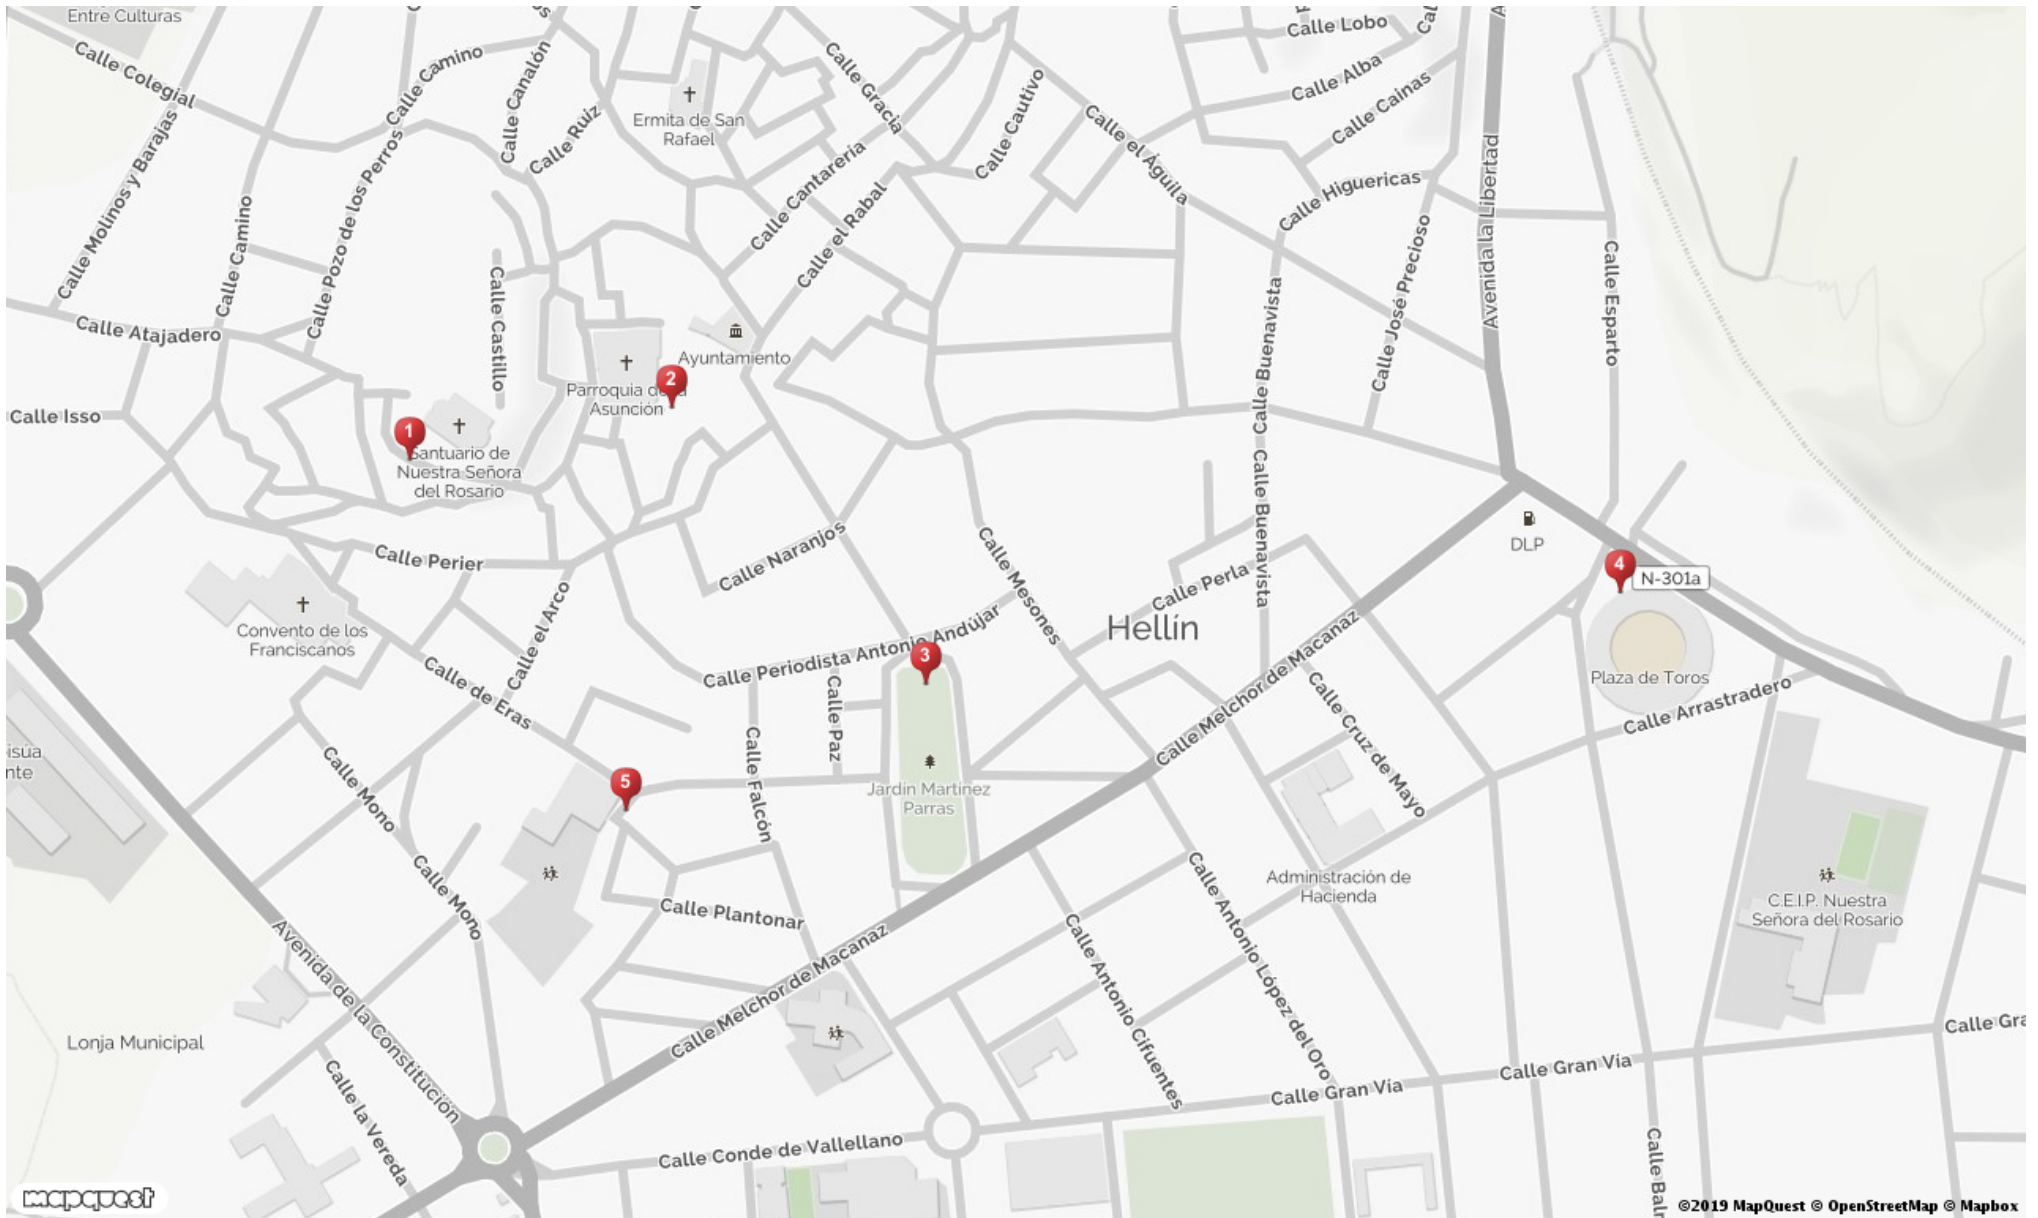 Entre Culturas
Calle Colegial
Calle Molinos y Barajas
Calle Camino
Calle Pozo de los Perros
Calle Camino
Calle Canalón
Calle Ruiz
Ermita de San
Rafael
Calle Gracia
Calle Cantarería
Calle el Rabal
Calle Cautivo
Calle el Águila
Calle Lobo
Calle Alba
Calle Cainas
Calle Higuericas
Calle José Precioso
Avenida la Libertad
Calle Esparto
Calle Atajadero
Calle Castillo
Calle Isso
1
Santuario de
Nuestra Señora
del Rosario
Ayuntamiento
2
Parroquia de la
Asunción
Calle Buenavista
Calle Buenavista
Calle Perier
Calle Naranjos
Calle Mesones
Calle Perla
Hellín
DLP
4
N-301a
Plaza de Toros
Calle Arrastradero
Convento de los
Franciscanos
Calle el Arco
Calle de Eras
Calle Periodista Antonio Andújar
3
Calle Paz
Calle Falcón
Jardín Martínez
Parras
Calle Melchor de Macanaz
Calle Cruz de Mayo
Administración de
Hacienda
C.E.I.P. Nuestra
Señora del Rosario
5
Calle Mono
Calle Mono
Calle Plantonar
Calle Melchor de Macanaz
Calle Antonio Cifuentes
Calle Antonio López del Oro
Avenida de la Constitución
Lonja Municipal
Calle la Vereda
Calle Conde de Vallellano
Calle Gran Vía
Calle Gran Vía
Calle Gra
mapquest
©2019 MapQuest © OpenStreetMap © Mapbox